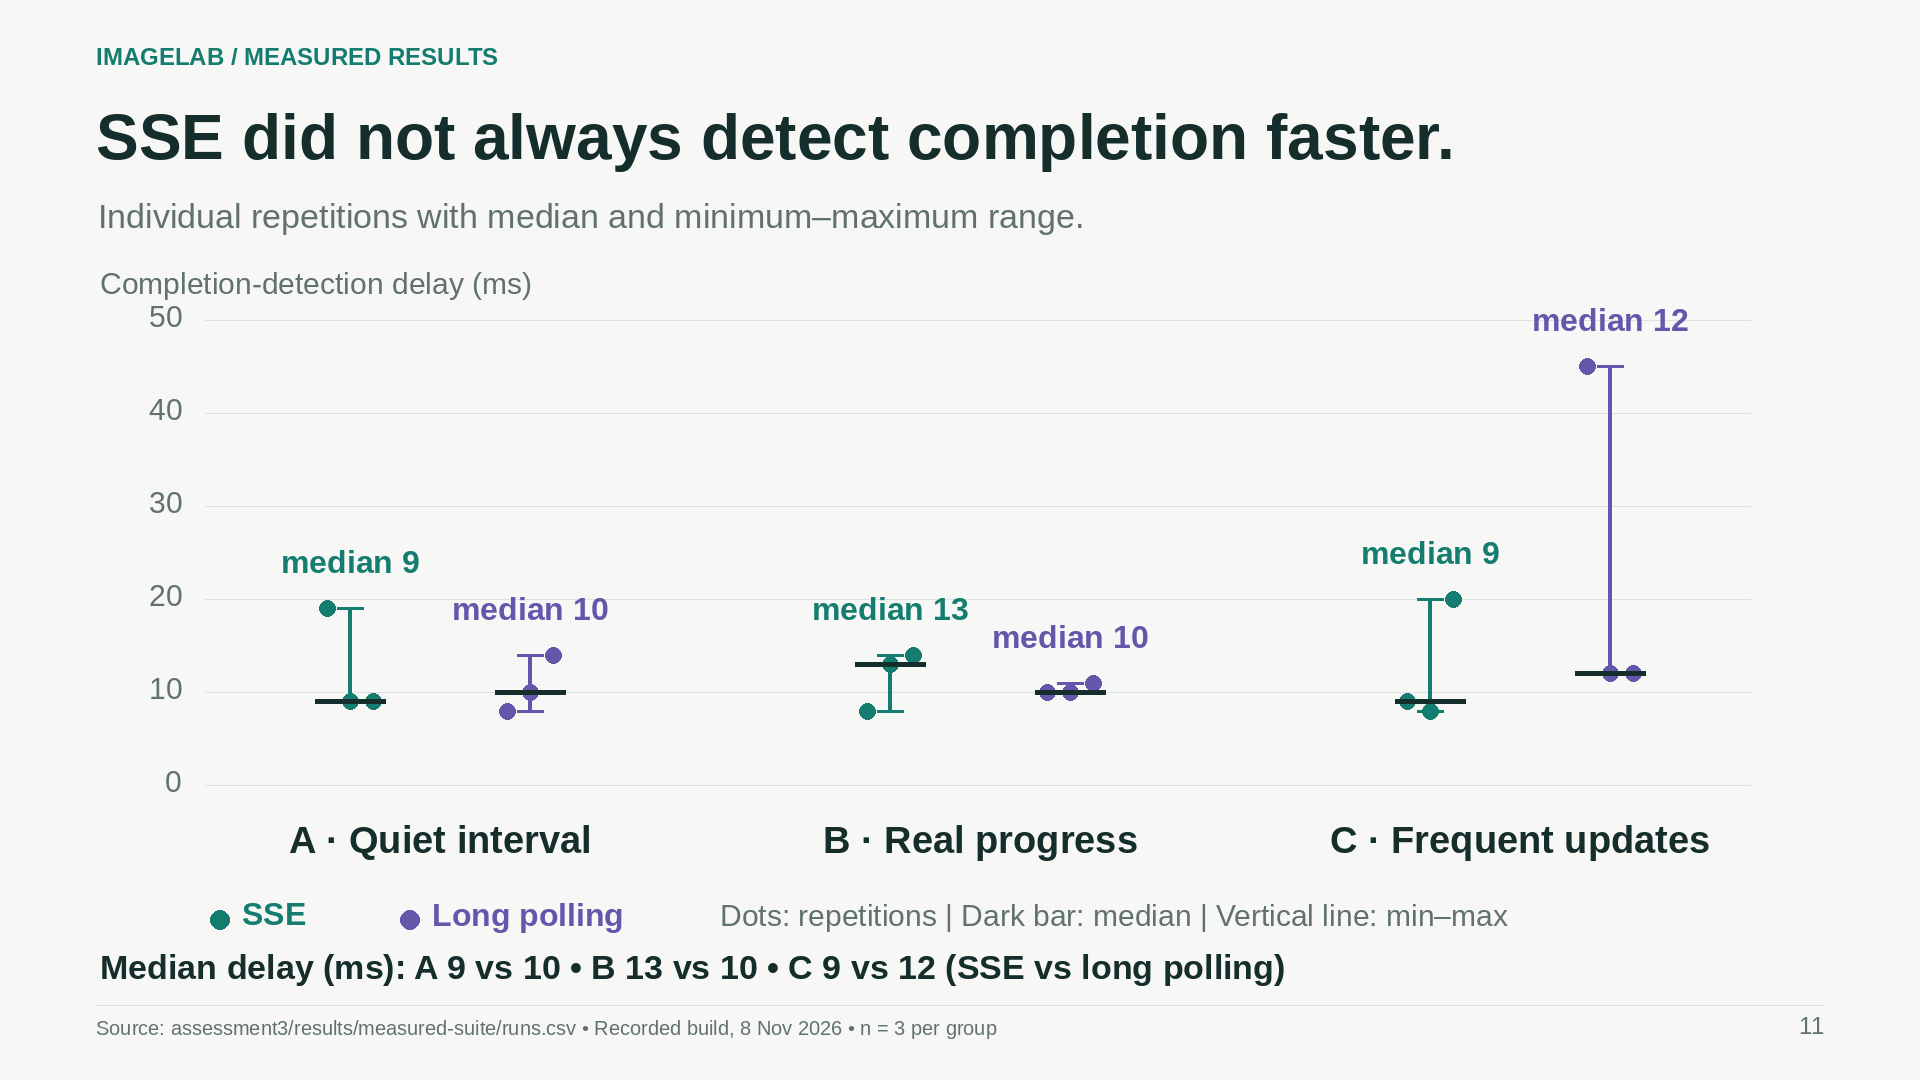 IMAGELAB / MEASURED RESULTS
SSE did not always detect completion faster.
Individual repetitions with median and minimum–maximum range.
Completion-detection delay (ms)
50
median 12
40
30
median 9
median 9
20
median 10
median 13
median 10
10
0
A · Quiet interval
B · Real progress
C · Frequent updates
SSE
Long polling
Dots: repetitions | Dark bar: median | Vertical line: min–max
Median delay (ms): A 9 vs 10 • B 13 vs 10 • C 9 vs 12 (SSE vs long polling)
Source: assessment3/results/measured-suite/runs.csv • Recorded build, 8 Nov 2026 • n = 3 per group
11